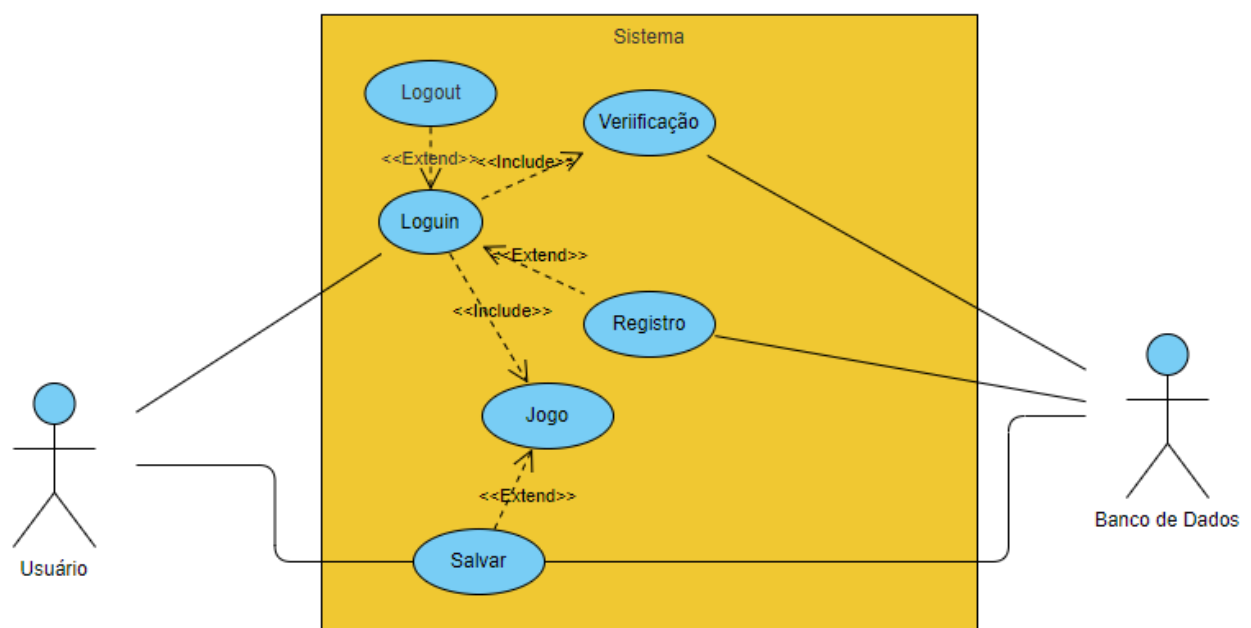 Sistema
Logout
Veriificação
<<Extend>>
<<Include>>
Loguin
<<Extend>>
<<Include>>
Registro
Jogo
<<Extend>>
Salvar
Usuário
Banco de Dados